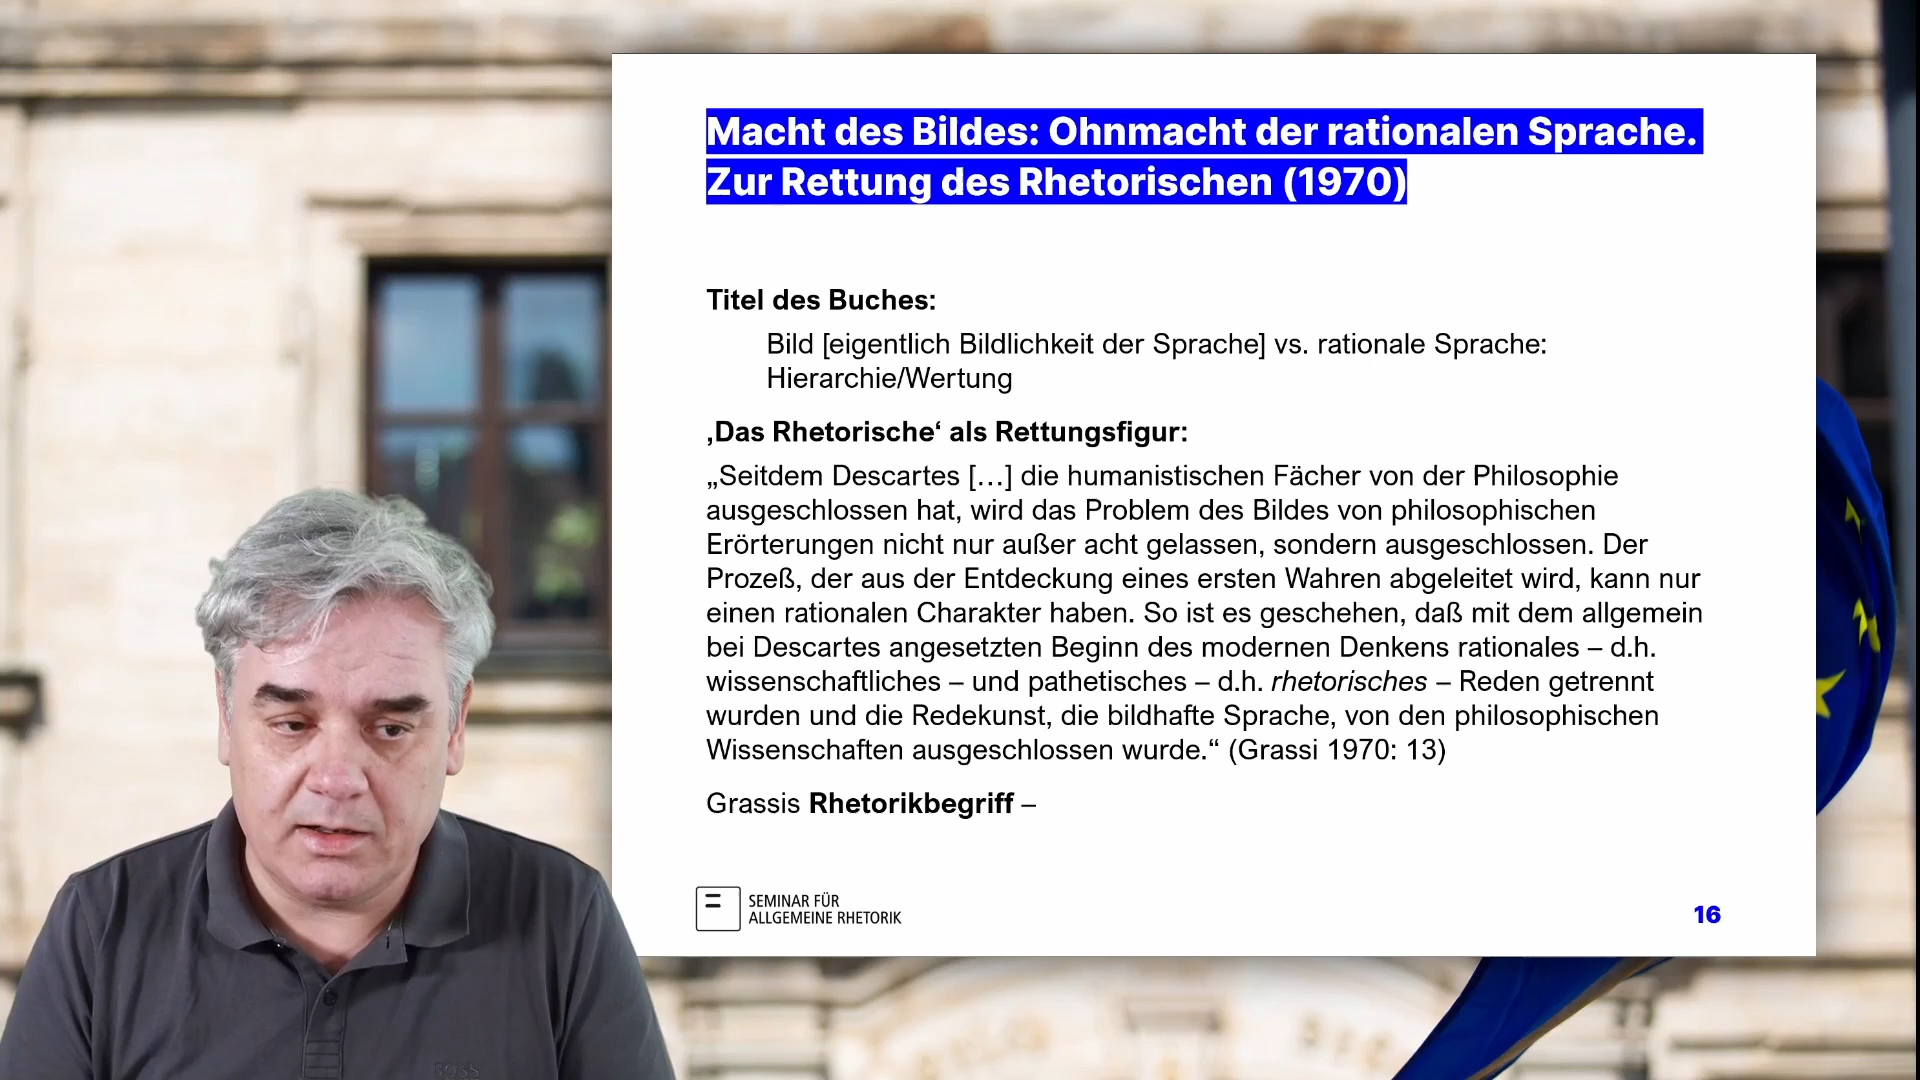 Macht des Bildes: Ohnmacht der rationalen Sprache.
Zur Rettung des Rhetorischen (1970)
Titel des Buches:
Bild [eigentlich Bildlichkeit der Sprache] vs. rationale Sprache:
Hierarchie/Wertung
‚Das Rhetorische‘ als Rettungsfigur:
„Seitdem Descartes […] die humanistischen Fächer von der Philosophie
ausgeschlossen hat, wird das Problem des Bildes von philosophischen
Erörterungen nicht nur außer acht gelassen, sondern ausgeschlossen. Der
Prozeß, der aus der Entdeckung eines ersten Wahren abgeleitet wird, kann nur
einen rationalen Charakter haben. So ist es geschehen, daß mit dem allgemein
bei Descartes angesetzten Beginn des modernen Denkens rationales – d.h.
wissenschaftliches – und pathetisches – d.h. rhetorisches – Reden getrennt
wurden und die Redekunst, die bildhafte Sprache, von den philosophischen
Wissenschaften ausgeschlossen wurde.“ (Grassi 1970: 13)
Grassis Rhetorikbegriff –
SEMINAR FÜR
ALLGEMEINE RHETORIK
16
BOSS